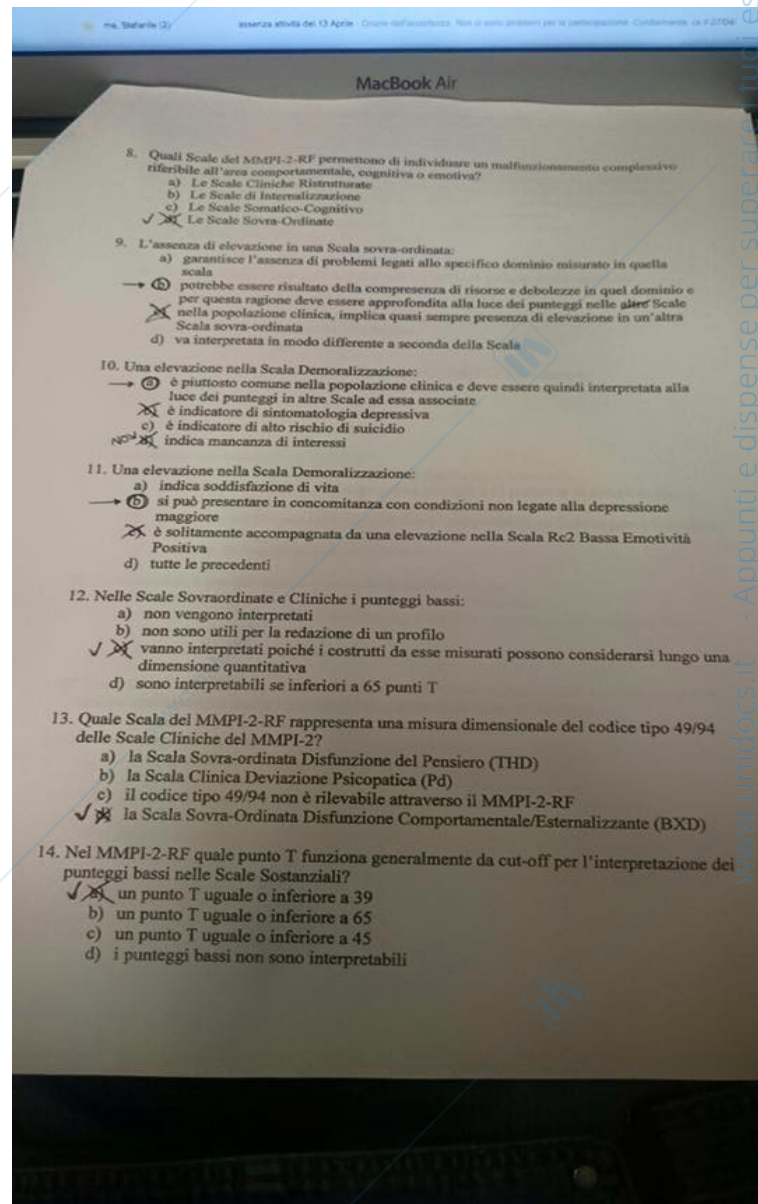 essenza attività del 13 Aprile
MacBook Air
8. Quali Scale del MMPI-2-RF permettono di individuare un malfunzionamento complessivo
riferibile all'area comportamentale, cognitiva o emotiva?
a) Le Scale Cliniche Ristrutturate
b) Le Scale di Internalizzazione
c) Le Scale Somatico-Cognitivo
✓ Le Scale Sovra-Ordinate
9. L'assenza di elevazione in una Scala sovra-ordinata:
a) garantisce l'assenza di problemi legati allo specifico dominio misurato in quella
scala
→ b) potrebbe essere risultato della compresenza di risorse e debolezze in quel dominio e
per questa ragione deve essere approfondita alla luce dei punteggi nelle altre Scale
nella popolazione clinica, implica quasi sempre presenza di elevazione in un'altra
Scala sovra-ordinata
d) va interpretata in modo differente a seconda della Scala
10. Una elevazione nella Scala Demoralizzazione:
→ a) è piuttosto comune nella popolazione clinica e deve essere quindi interpretata alla
luce dei punteggi in altre Scale ad essa associate
è indicatore di sintomatologia depressiva
c) è indicatore di alto rischio di suicidio
NO indica mancanza di interessi
11. Una elevazione nella Scala Demoralizzazione:
a) indica soddisfazione di vita
→ b) si può presentare in concomitanza con condizioni non legate alla depressione
maggiore
è solitamente accompagnata da una elevazione nella Scala Rc2 Bassa Emotività
Positiva
d) tutte le precedenti
12. Nelle Scale Sovraordinate e Cliniche i punteggi bassi:
a) non vengono interpretati
b) non sono utili per la redazione di un profilo
✓ vanno interpretati poiché i costrutti da esse misurati possono considerarsi lungo una
dimensione quantitativa
d) sono interpretabili se inferiori a 65 punti T
13. Quale Scala del MMPI-2-RF rappresenta una misura dimensionale del codice tipo 49/94
delle Scale Cliniche del MMPI-2?
a) la Scala Sovra-ordinata Disfunzione del Pensiero (THD)
b) la Scala Clinica Deviazione Psicopatica (Pd)
c) il codice tipo 49/94 non è rilevabile attraverso il MMPI-2-RF
✓ la Scala Sovra-Ordinata Disfunzione Comportamentale/Esternalizzante (BXD)
14. Nel MMPI-2-RF quale punto T funziona generalmente da cut-off per l'interpretazione dei
punteggi bassi nelle Scale Sostanziali?
✓ un punto T uguale o inferiore a 39
b) un punto T uguale o inferiore a 65
c) un punto T uguale o inferiore a 45
d) i punteggi bassi non sono interpretabili
www.unidocs.it - Appunti e dispense per superare i tuoi es